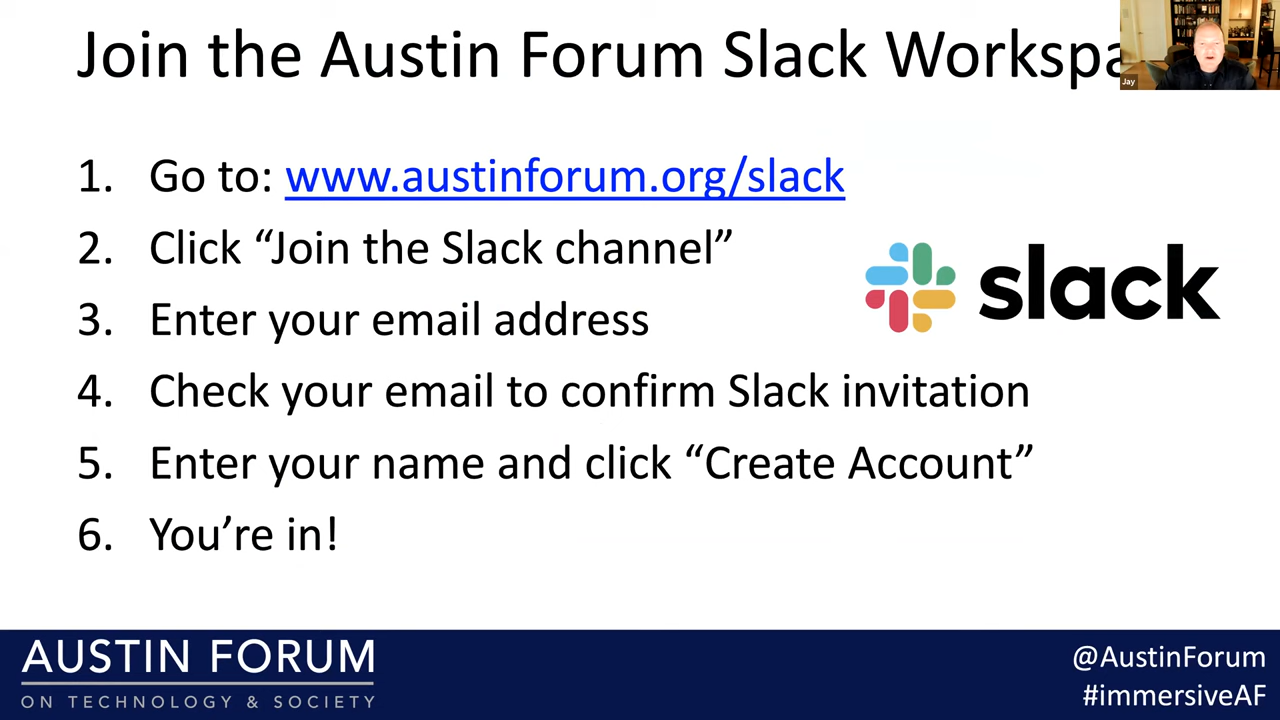 Join the Austin Forum Slack Workspa
Jay
1. Go to: www.austinforum.org/slack
2. Click “Join the Slack channel”
slack
3. Enter your email address
4. Check your email to confirm Slack invitation
5. Enter your name and click “Create Account”
6. You’re in!
AUSTIN FORUM
ON TECHNOLOGY & SOCIETY
@AustinForum
#immersiveAF